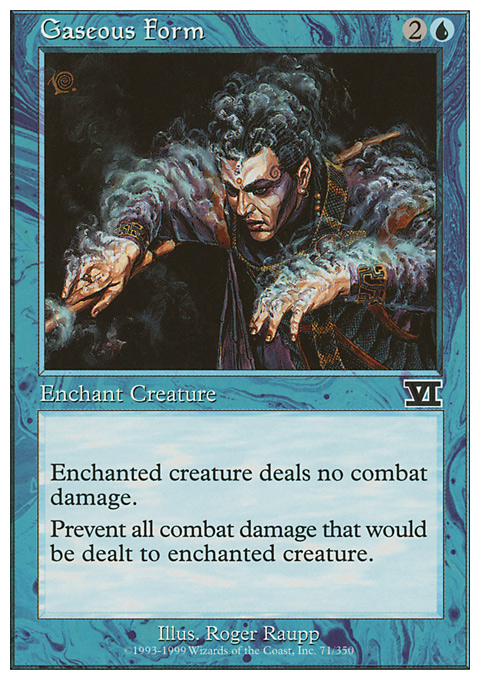 Gaseous Form 2
Enchant Creature VI
Enchanted creature deals no combat
damage.
Prevent all combat damage that would
be dealt to enchanted creature.
Illus. Roger Raupp
©1993-1999 Wizards of the Coast, Inc. 71/350